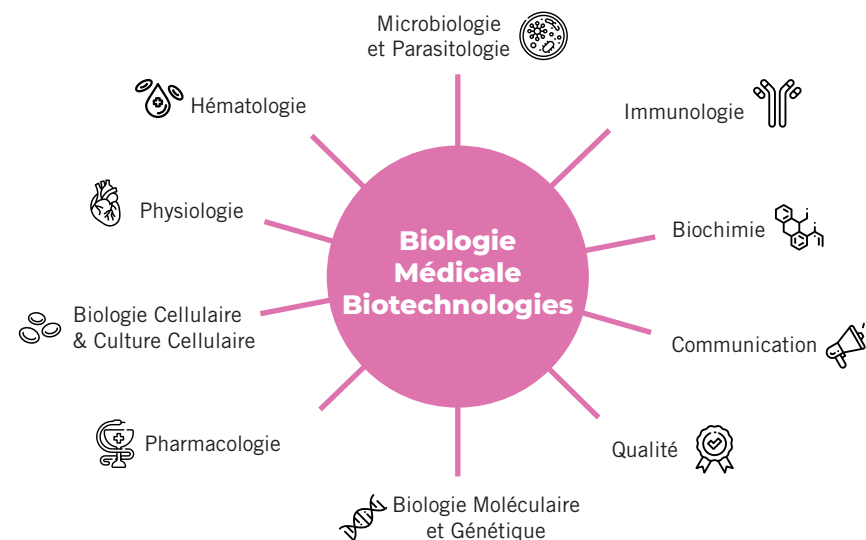 Microbiologie
et Parasitologie
Hématologie
Immunologie
Physiologie
Biochimie
Biologie
Médicale
Biotechnologies
Biologie Cellulaire
& Culture Cellulaire
Communication
Pharmacologie
Qualité
Biologie Moléculaire
et Génétique